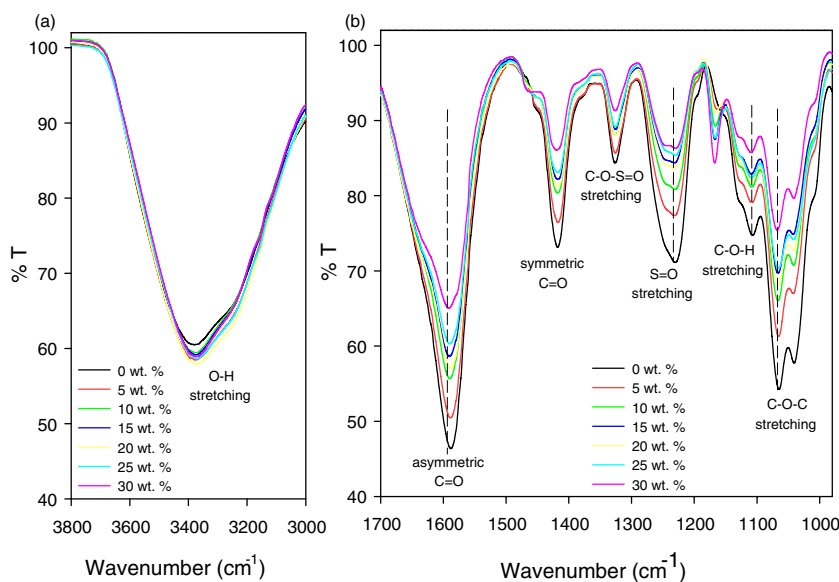 (a)
% T
100
90
80
70
60
50
40
O-H
stretching
0 wt. %
5 wt. %
10 wt. %
15 wt. %
20 wt. %
25 wt. %
30 wt. %
3800 3600 3400 3200 3000
Wavenumber (cm-1)
(b)
% T
100
90
80
70
60
50
40
C-O-S=O
stretching
symmetric
C=O
S=O
stretching
C-O-H
stretching
asymmetric
C=O
0 wt. %
5 wt. %
10 wt. %
15 wt. %
20 wt. %
25 wt. %
30 wt. %
C-O-C
stretching
1700 1600 1500 1400 1300 1200 1100 1000
Wavenumber (cm-1)